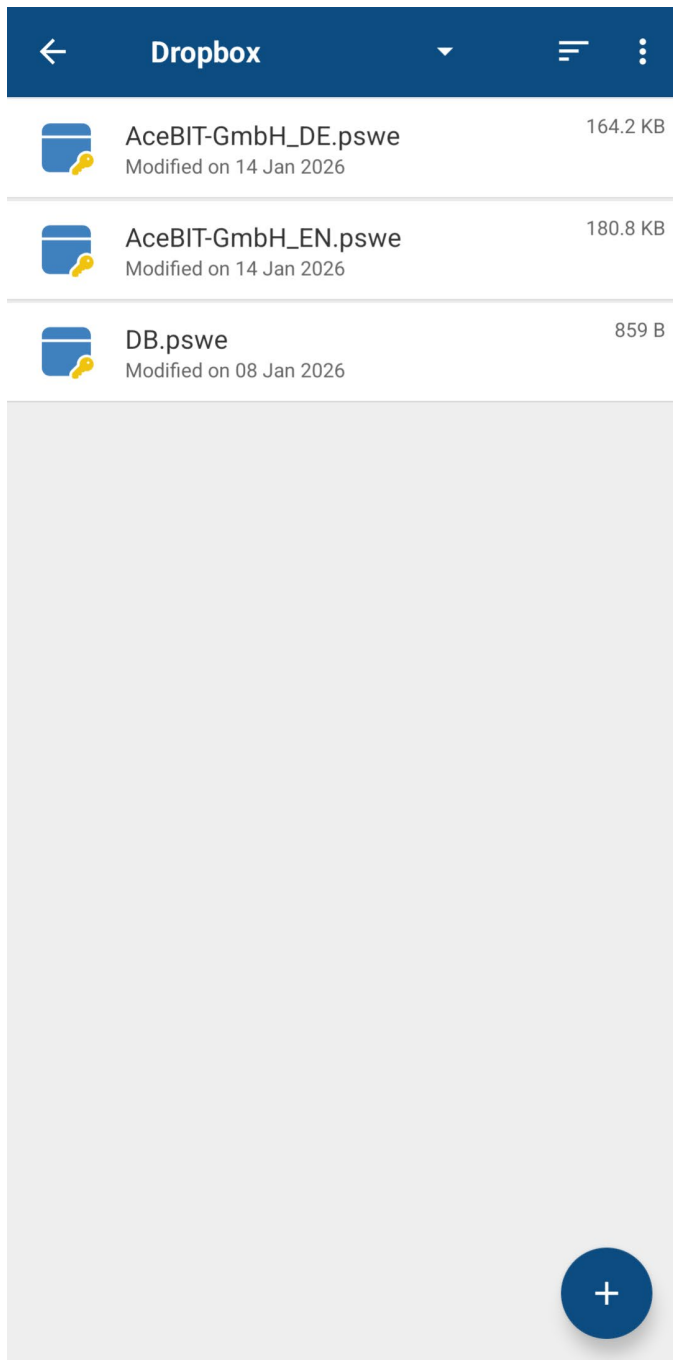 Dropbox
AceBIT-GmbH_DE.pswe
164.2 KB
Modified on 14 Jan 2026
AceBIT-GmbH_EN.pswe
180.8 KB
Modified on 14 Jan 2026
DB.pswe
859 B
Modified on 08 Jan 2026